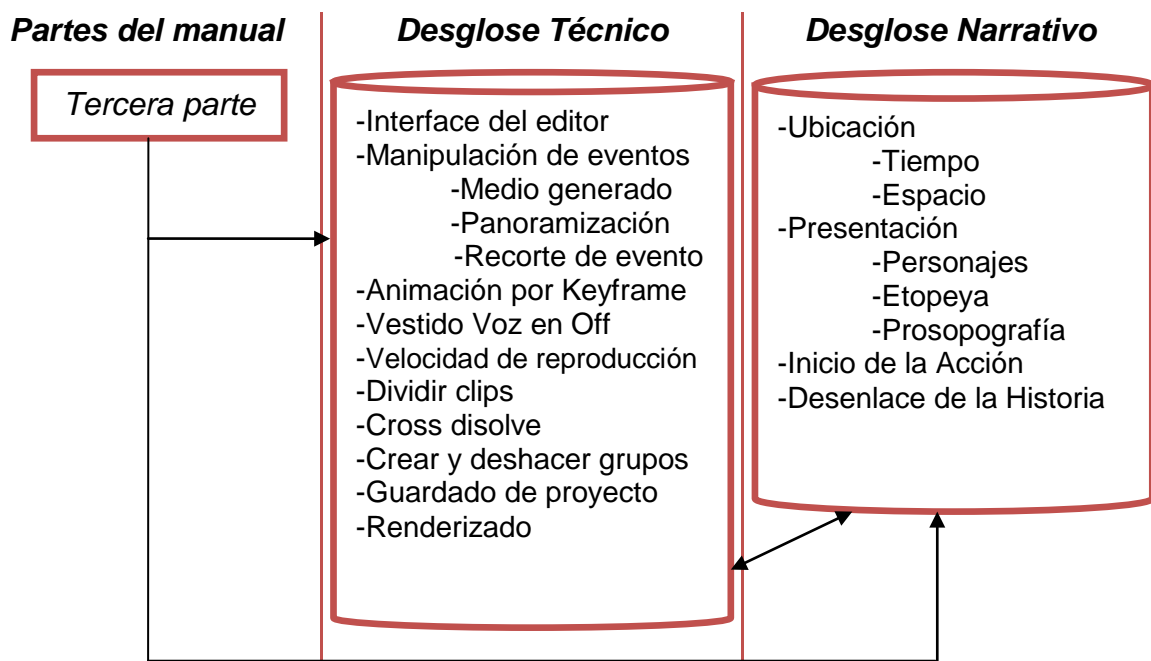 Partes del manual
Desglose Técnico
Desglose Narrativo
Tercera parte
-Interface del editor
-Manipulación de eventos
-Medio generado
-Panoramización
-Recorte de evento
-Animación por Keyframe
-Vestido Voz en Off
-Velocidad de reproducción
-Dividir clips
-Cross disolve
-Crear y deshacer grupos
-Guardado de proyecto
-Renderizado
-Ubicación
-Tiempo
-Espacio
-Presentación
-Personajes
-Etopeya
-Prosopografía
-Inicio de la Acción
-Desenlace de la Historia